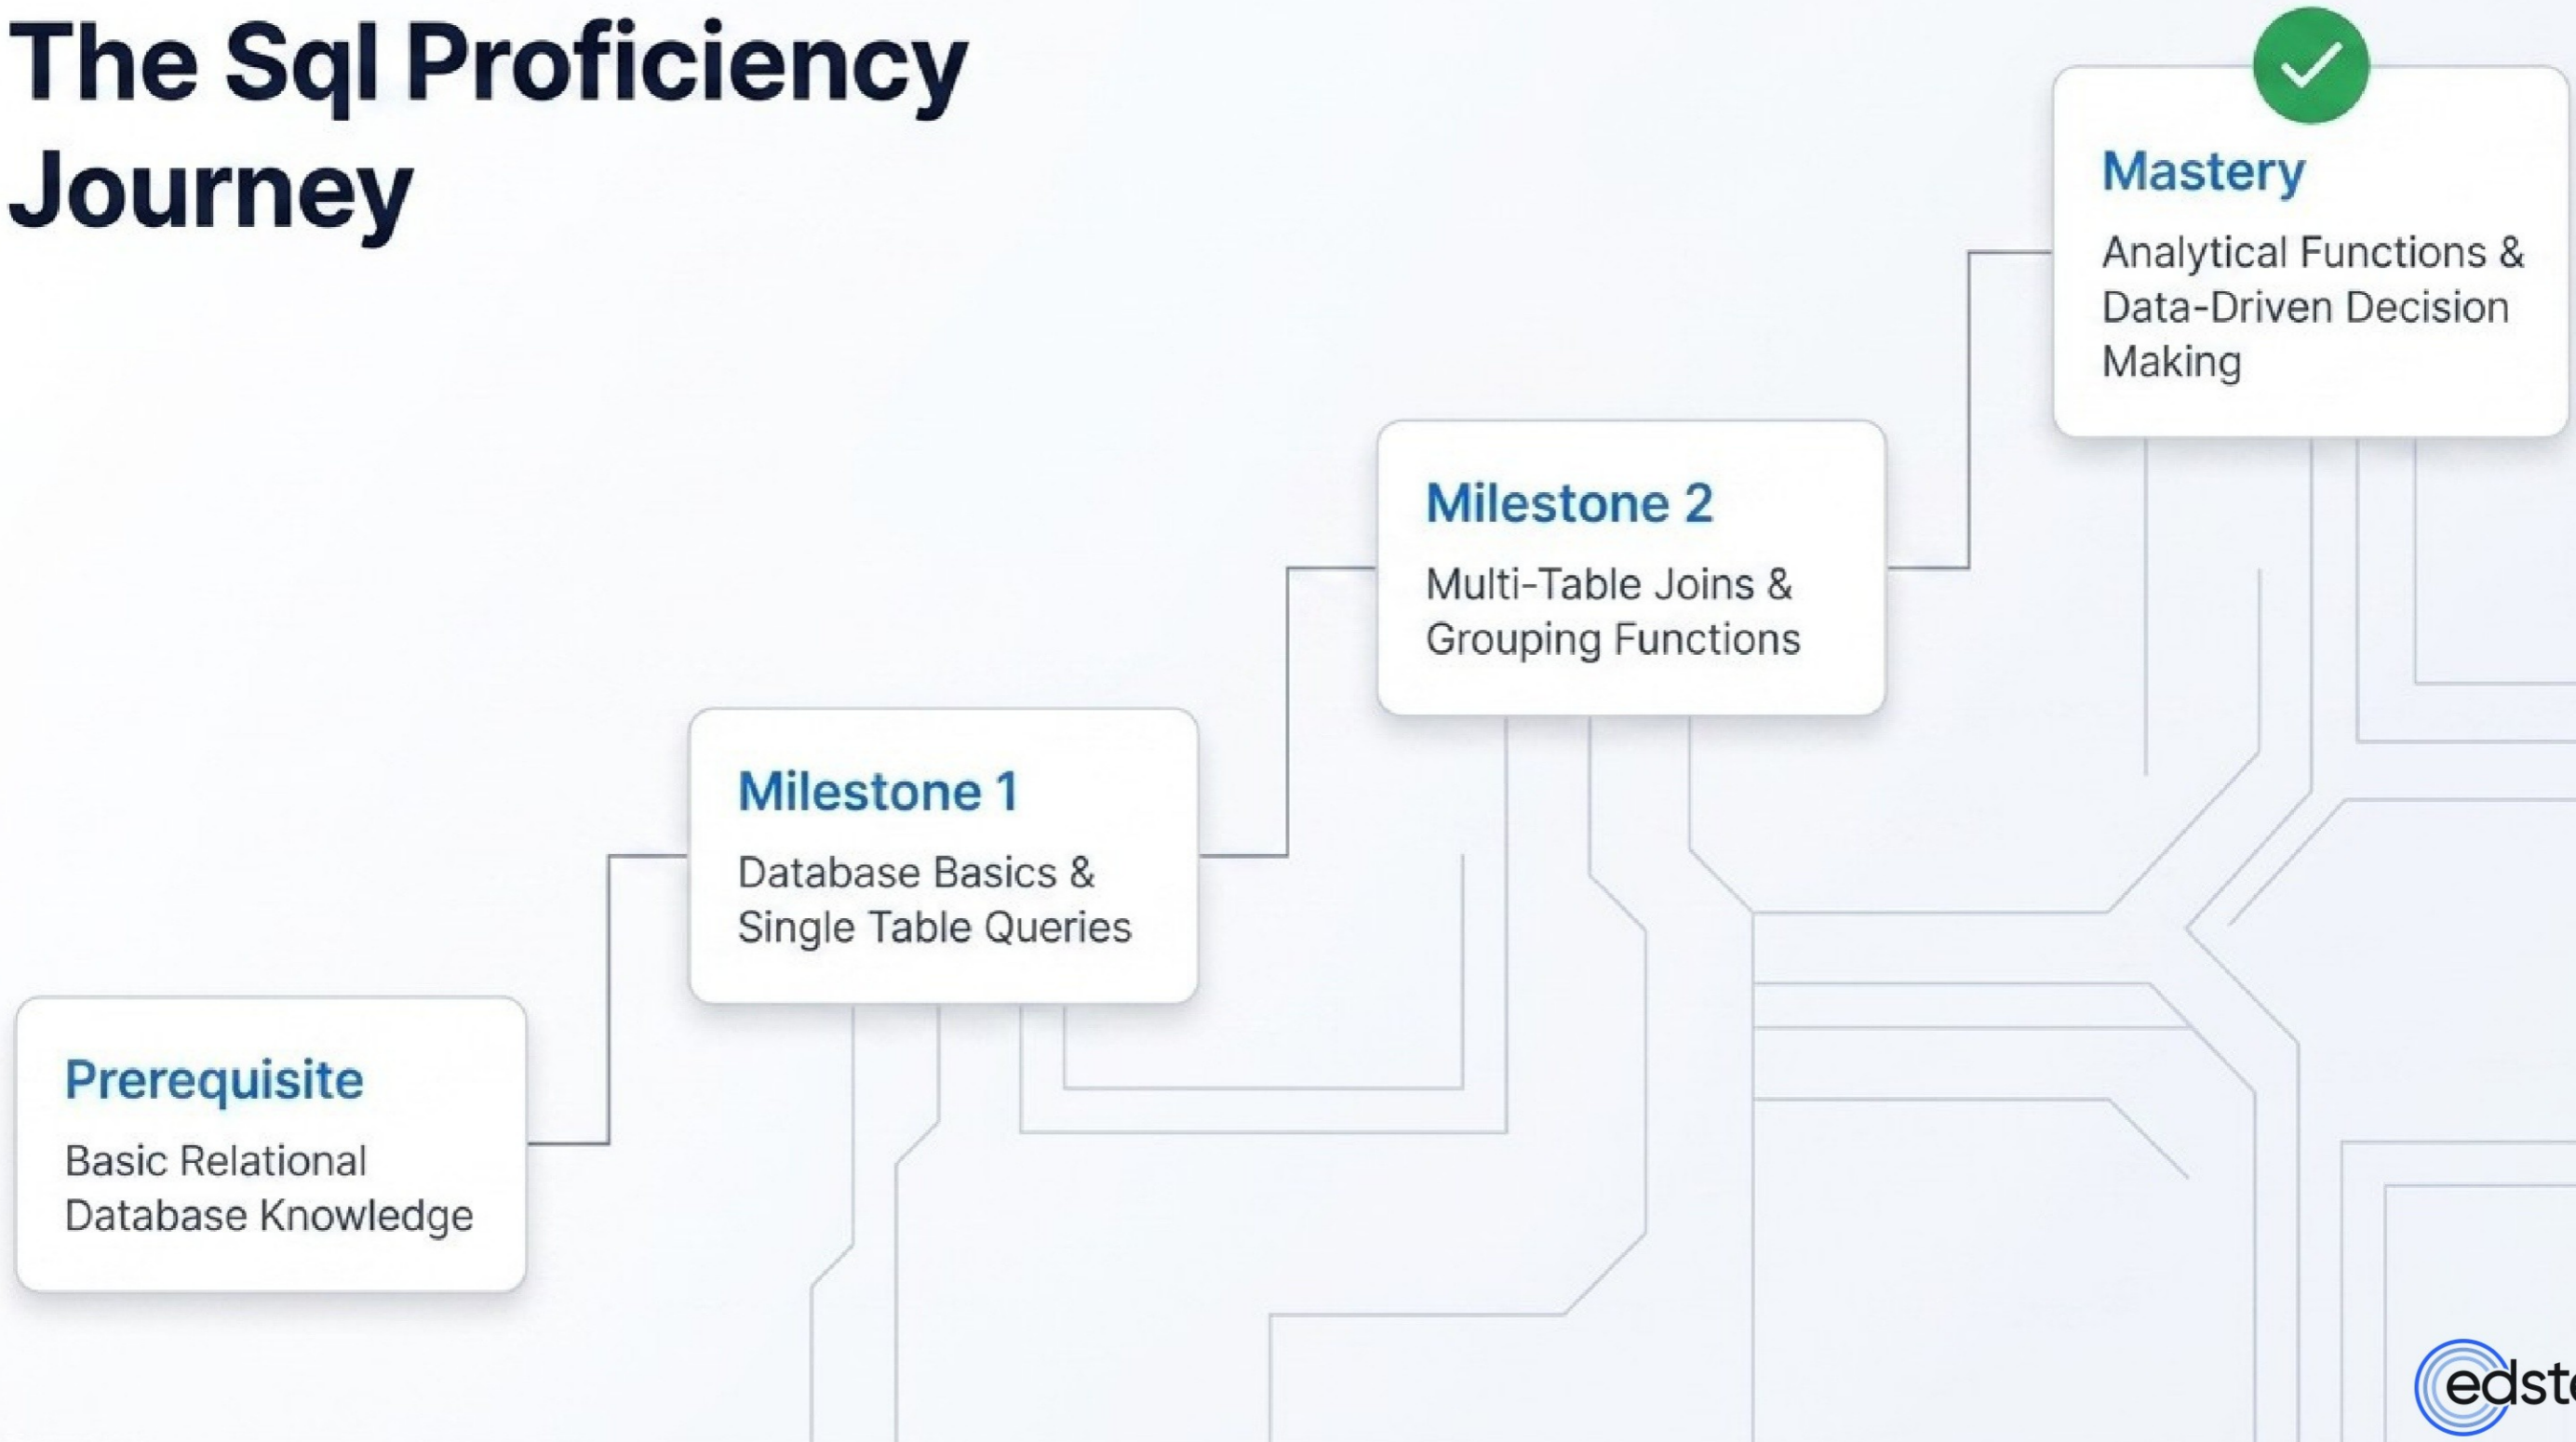 The Sql Proficiency
Journey
Mastery
Analytical Functions &
Data-Driven Decision
Making
Milestone 2
Multi-Table Joins &
Grouping Functions
Milestone 1
Database Basics &
Single Table Queries
Prerequisite
Basic Relational
Database Knowledge